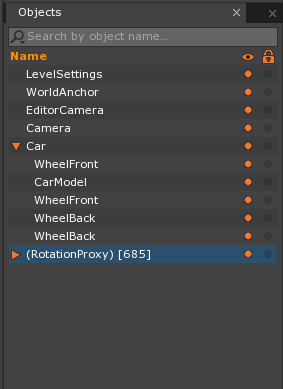 Objects
Search by object name...
Name
LevelSettings
WorldAnchor
EditorCamera
Camera
Car
WheelFront
CarModel
WheelFront
WheelBack
WheelBack
(RotationProxy) [685]